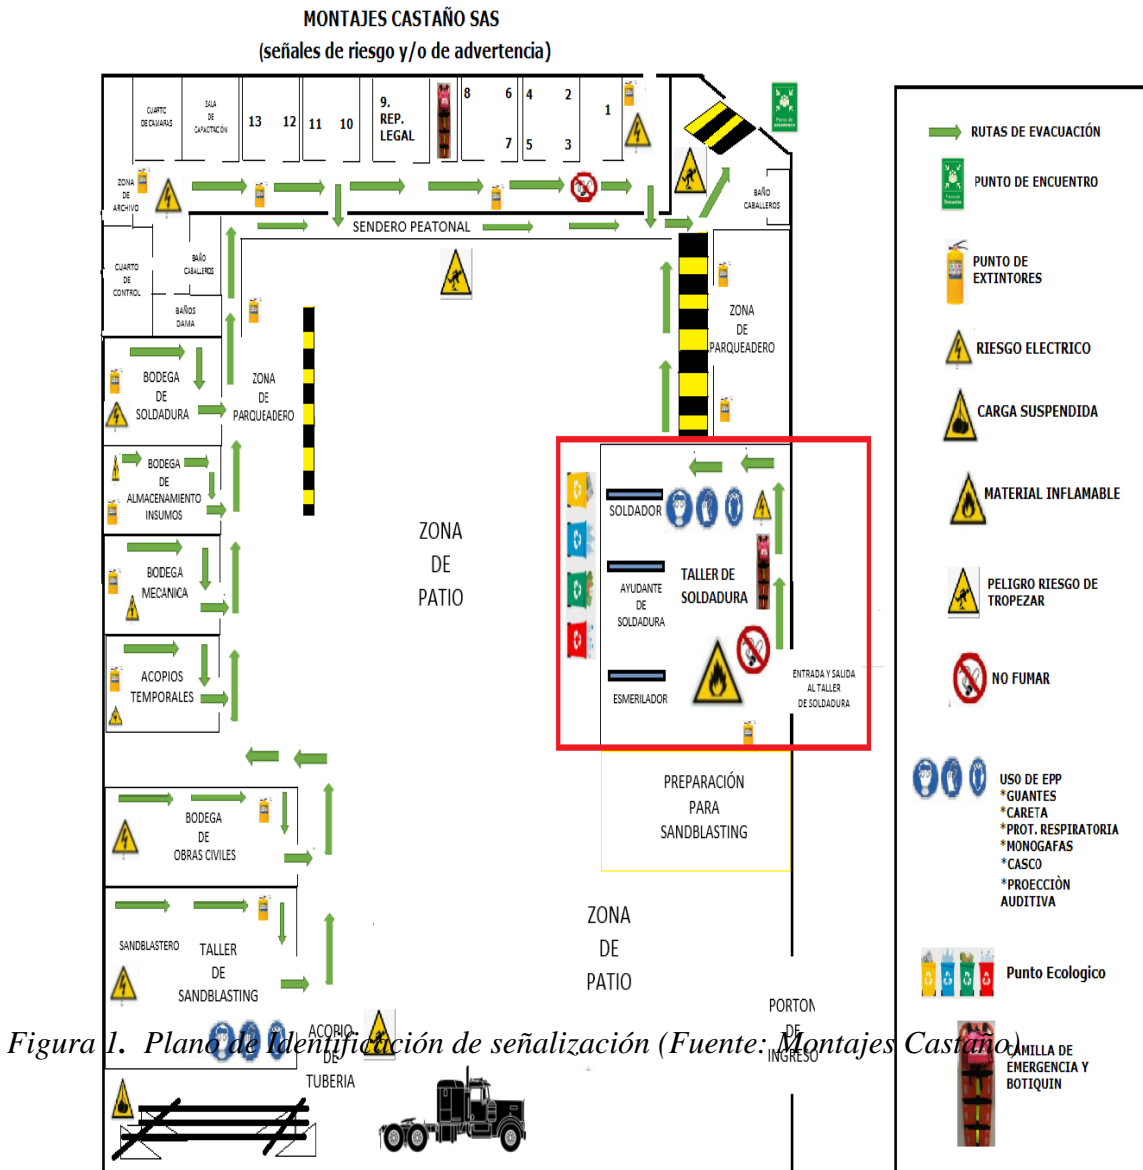 MONTAJES CASTAÑO SAS
(señales de riesgo y/o de advertencia)
CUARTO
DE CAMARAS
SALA
DE
CAPACITACIÓN
13
12
11
10
9.
REP.
LEGAL
8
6
7
4
5
2
3
1
Punto de
encuentro
ZONA
DE
ARCHIVO
SENDERO PEATONAL
BAÑO
CABALLEROS
CUARTO
DE
CONTROL
BAÑO
CABALLEROS
BAÑOS
DAMA
ZONA
DE
PARQUEADERO
BODEGA
DE
SOLDADURA
ZONA
DE
PARQUEADERO
BODEGA
DE
ALMACENAMIENTO
INSUMOS
BODEGA
MECANICA
ACOPIOS
TEMPORALES
ZONA
DE
PATIO
SOLDADOR
AYUDANTE
DE
SOLDADURA
ESMERILADOR
TALLER DE
SOLDADURA
ENTRADA Y SALIDA
AL TALLER
DE SOLDADURA
PREPARACIÓN
PARA
SANDBLASTING
BODEGA
DE
OBRAS CIVILES
SANDBLASTERO
TALLER
DE
SANDBLASTING
ZONA
DE
PATIO
ACOPIO
DE
TUBERIA
PORTON
DE
INGRESO
Figura 1. Plano de Identificación de señalización (Fuente: Montajes Castaño)
RUTAS DE EVACUACIÓN
PUNTO DE ENCUENTRO
PUNTO DE
EXTINTORES
RIESGO ELECTRICO
CARGA SUSPENDIDA
MATERIAL INFLAMABLE
PELIGRO RIESGO DE
TROPEZAR
NO FUMAR
USO DE EPP
*GUANTES
*CARETA
*PROT. RESPIRATORIA
*MONOGAFAS
*CASCO
*PROECCIÒN
AUDITIVA
Punto Ecologico
CAMILLA DE
EMERGENCIA Y
BOTIQUIN